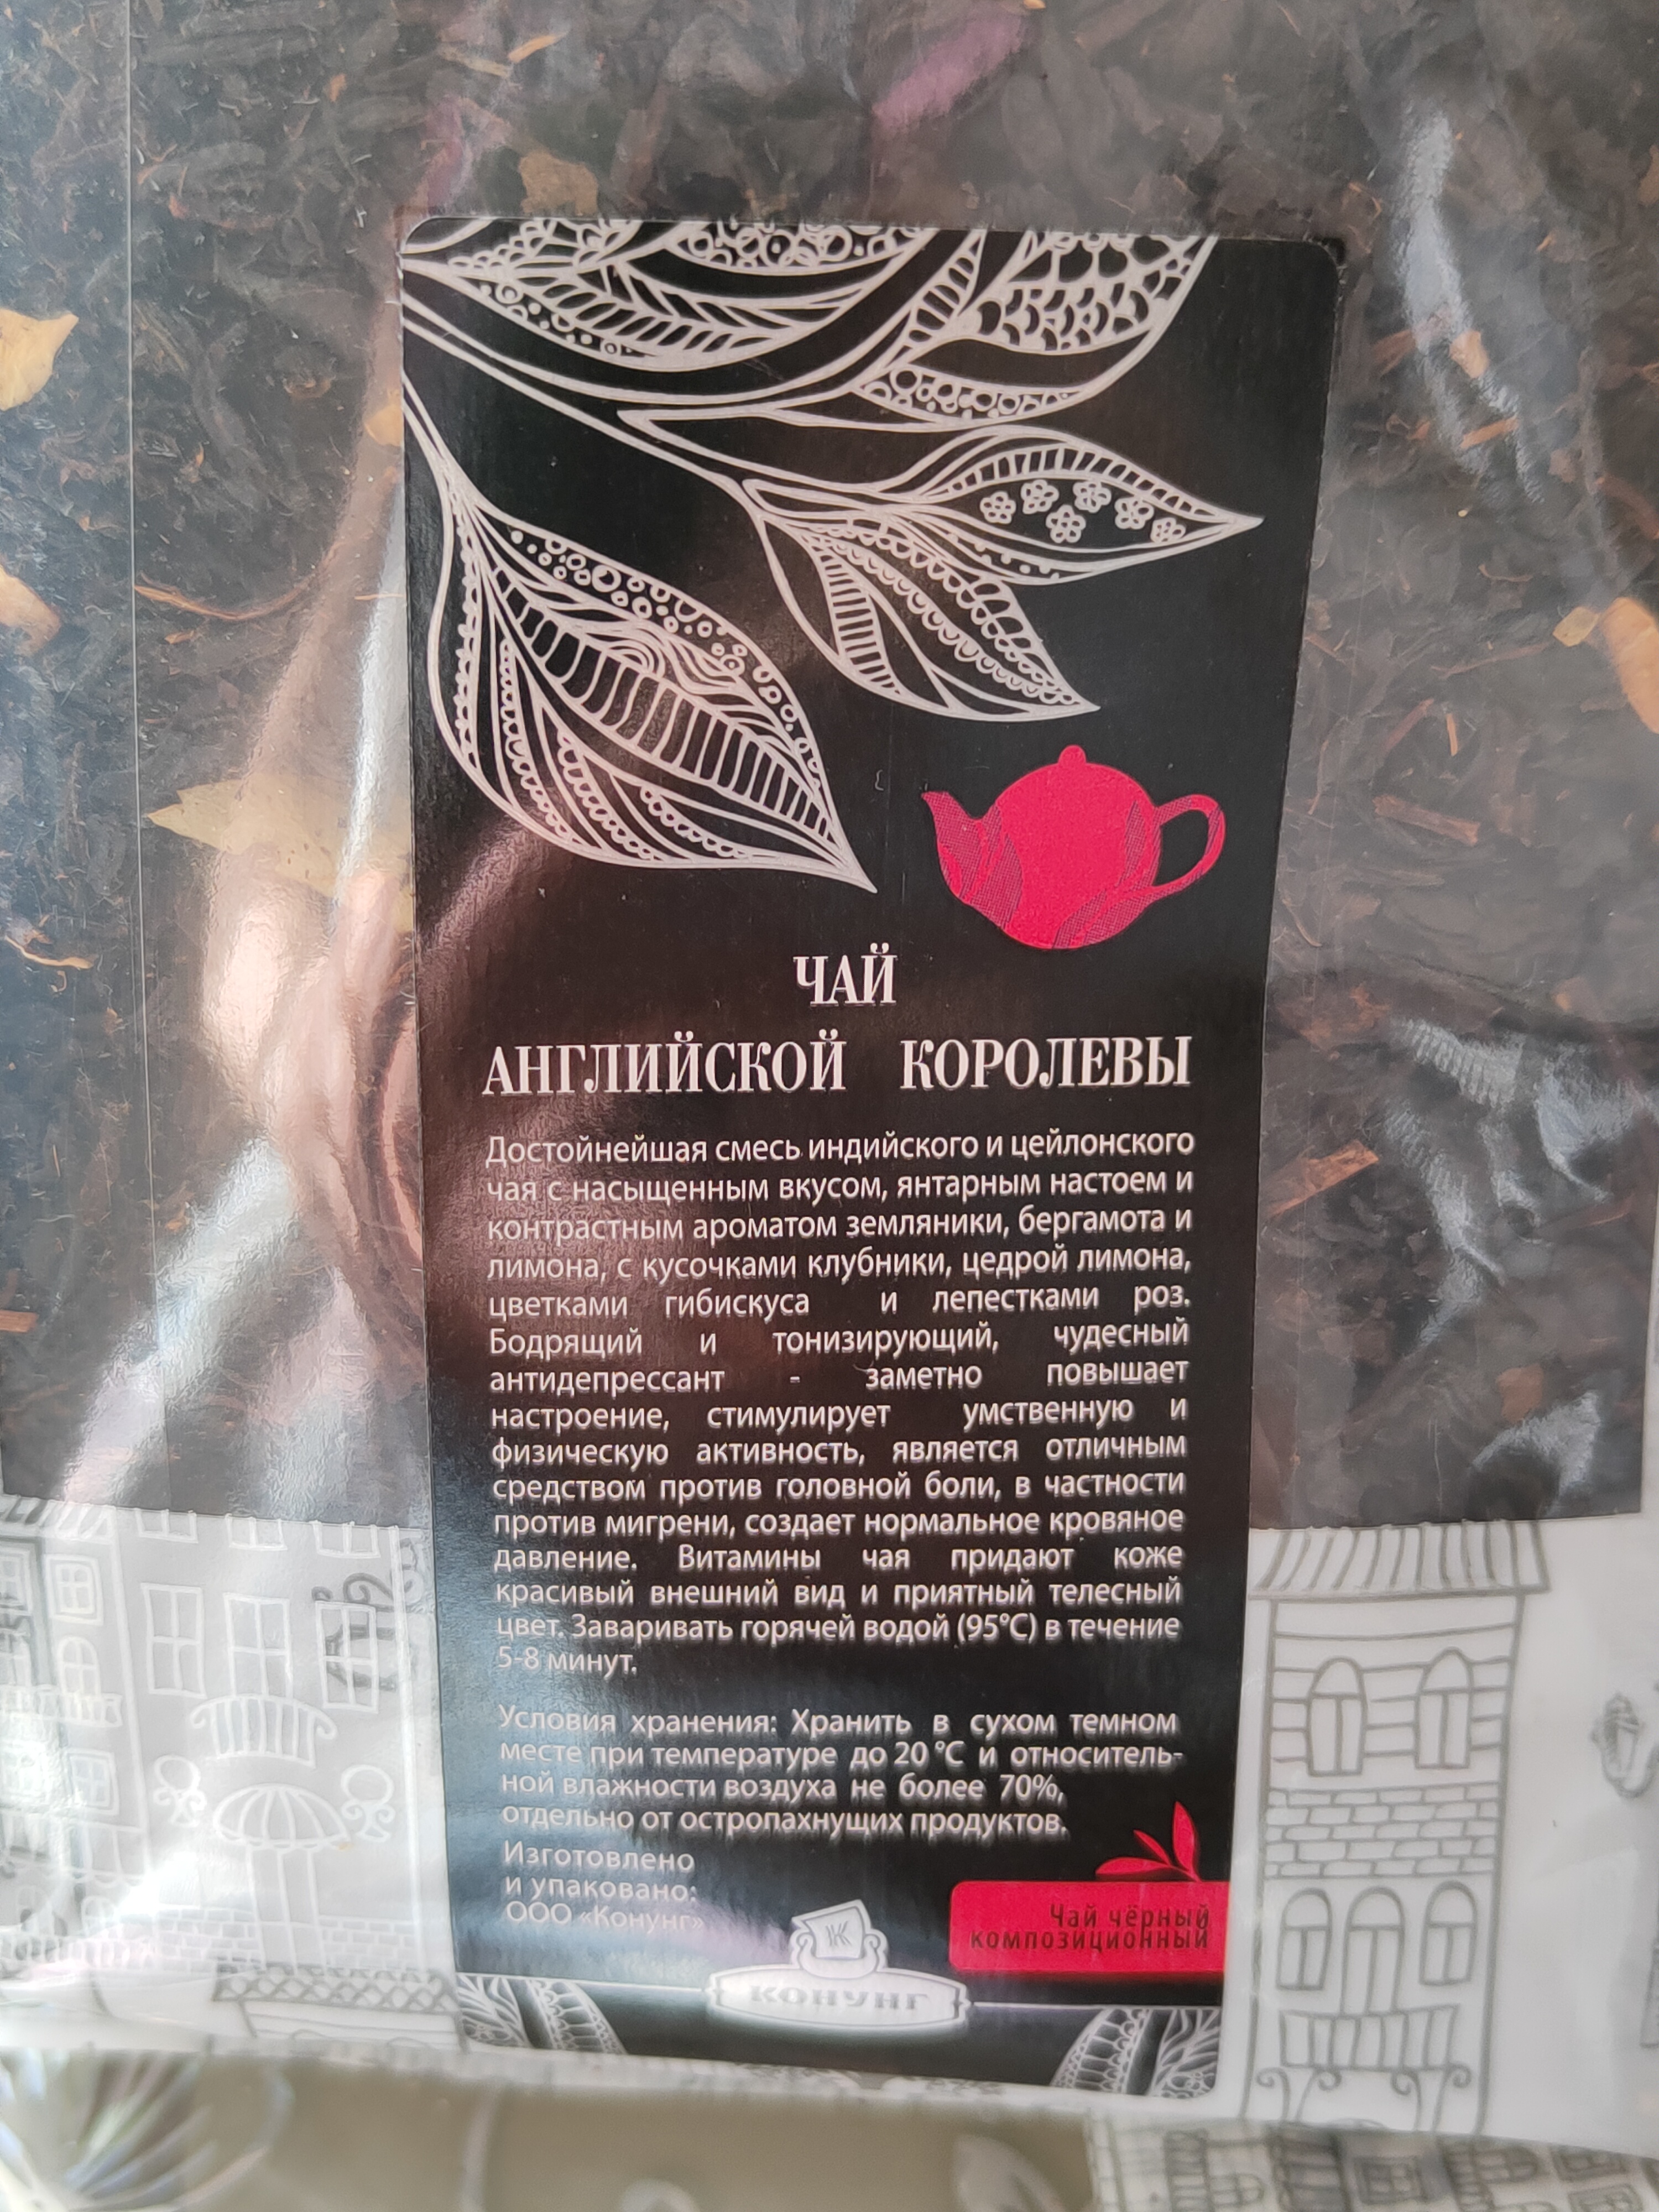 ЧАЙ
АНГЛИЙСКОЙ КОРОЛЕВЫ
Достойнейшая смесь индийского и цейлонского
чая с насыщенным вкусом, янтарным настоем и
контрастным ароматом земляники, бергамота и
лимона, с кусочками клубники, цедрой лимона,
цветками гибискуса и лепестками роз.
Бодрящий и тонизирующий, чудесный
антидепрессант - заметно повышает
настроение, стимулирует умственную и
физическую активность, является отличным
средством против головной боли, в частности
против мигрени, создает нормальное кровяное
давление. Витамины чая придают коже
красивый внешний вид и приятный телесный
цвет. Заваривать горячей водой (95°С) в течение
5-8 минут.
Условия хранения: Хранить в сухом темном
месте при температуре до 20 °С и относитель-
ной влажности воздуха не более 70%,
отдельно от остропахнущих продуктов.
Изготовлено
и упаковано:
ООО «Конунг»
Чай чёрный
композиционный
К
КОНУНГ